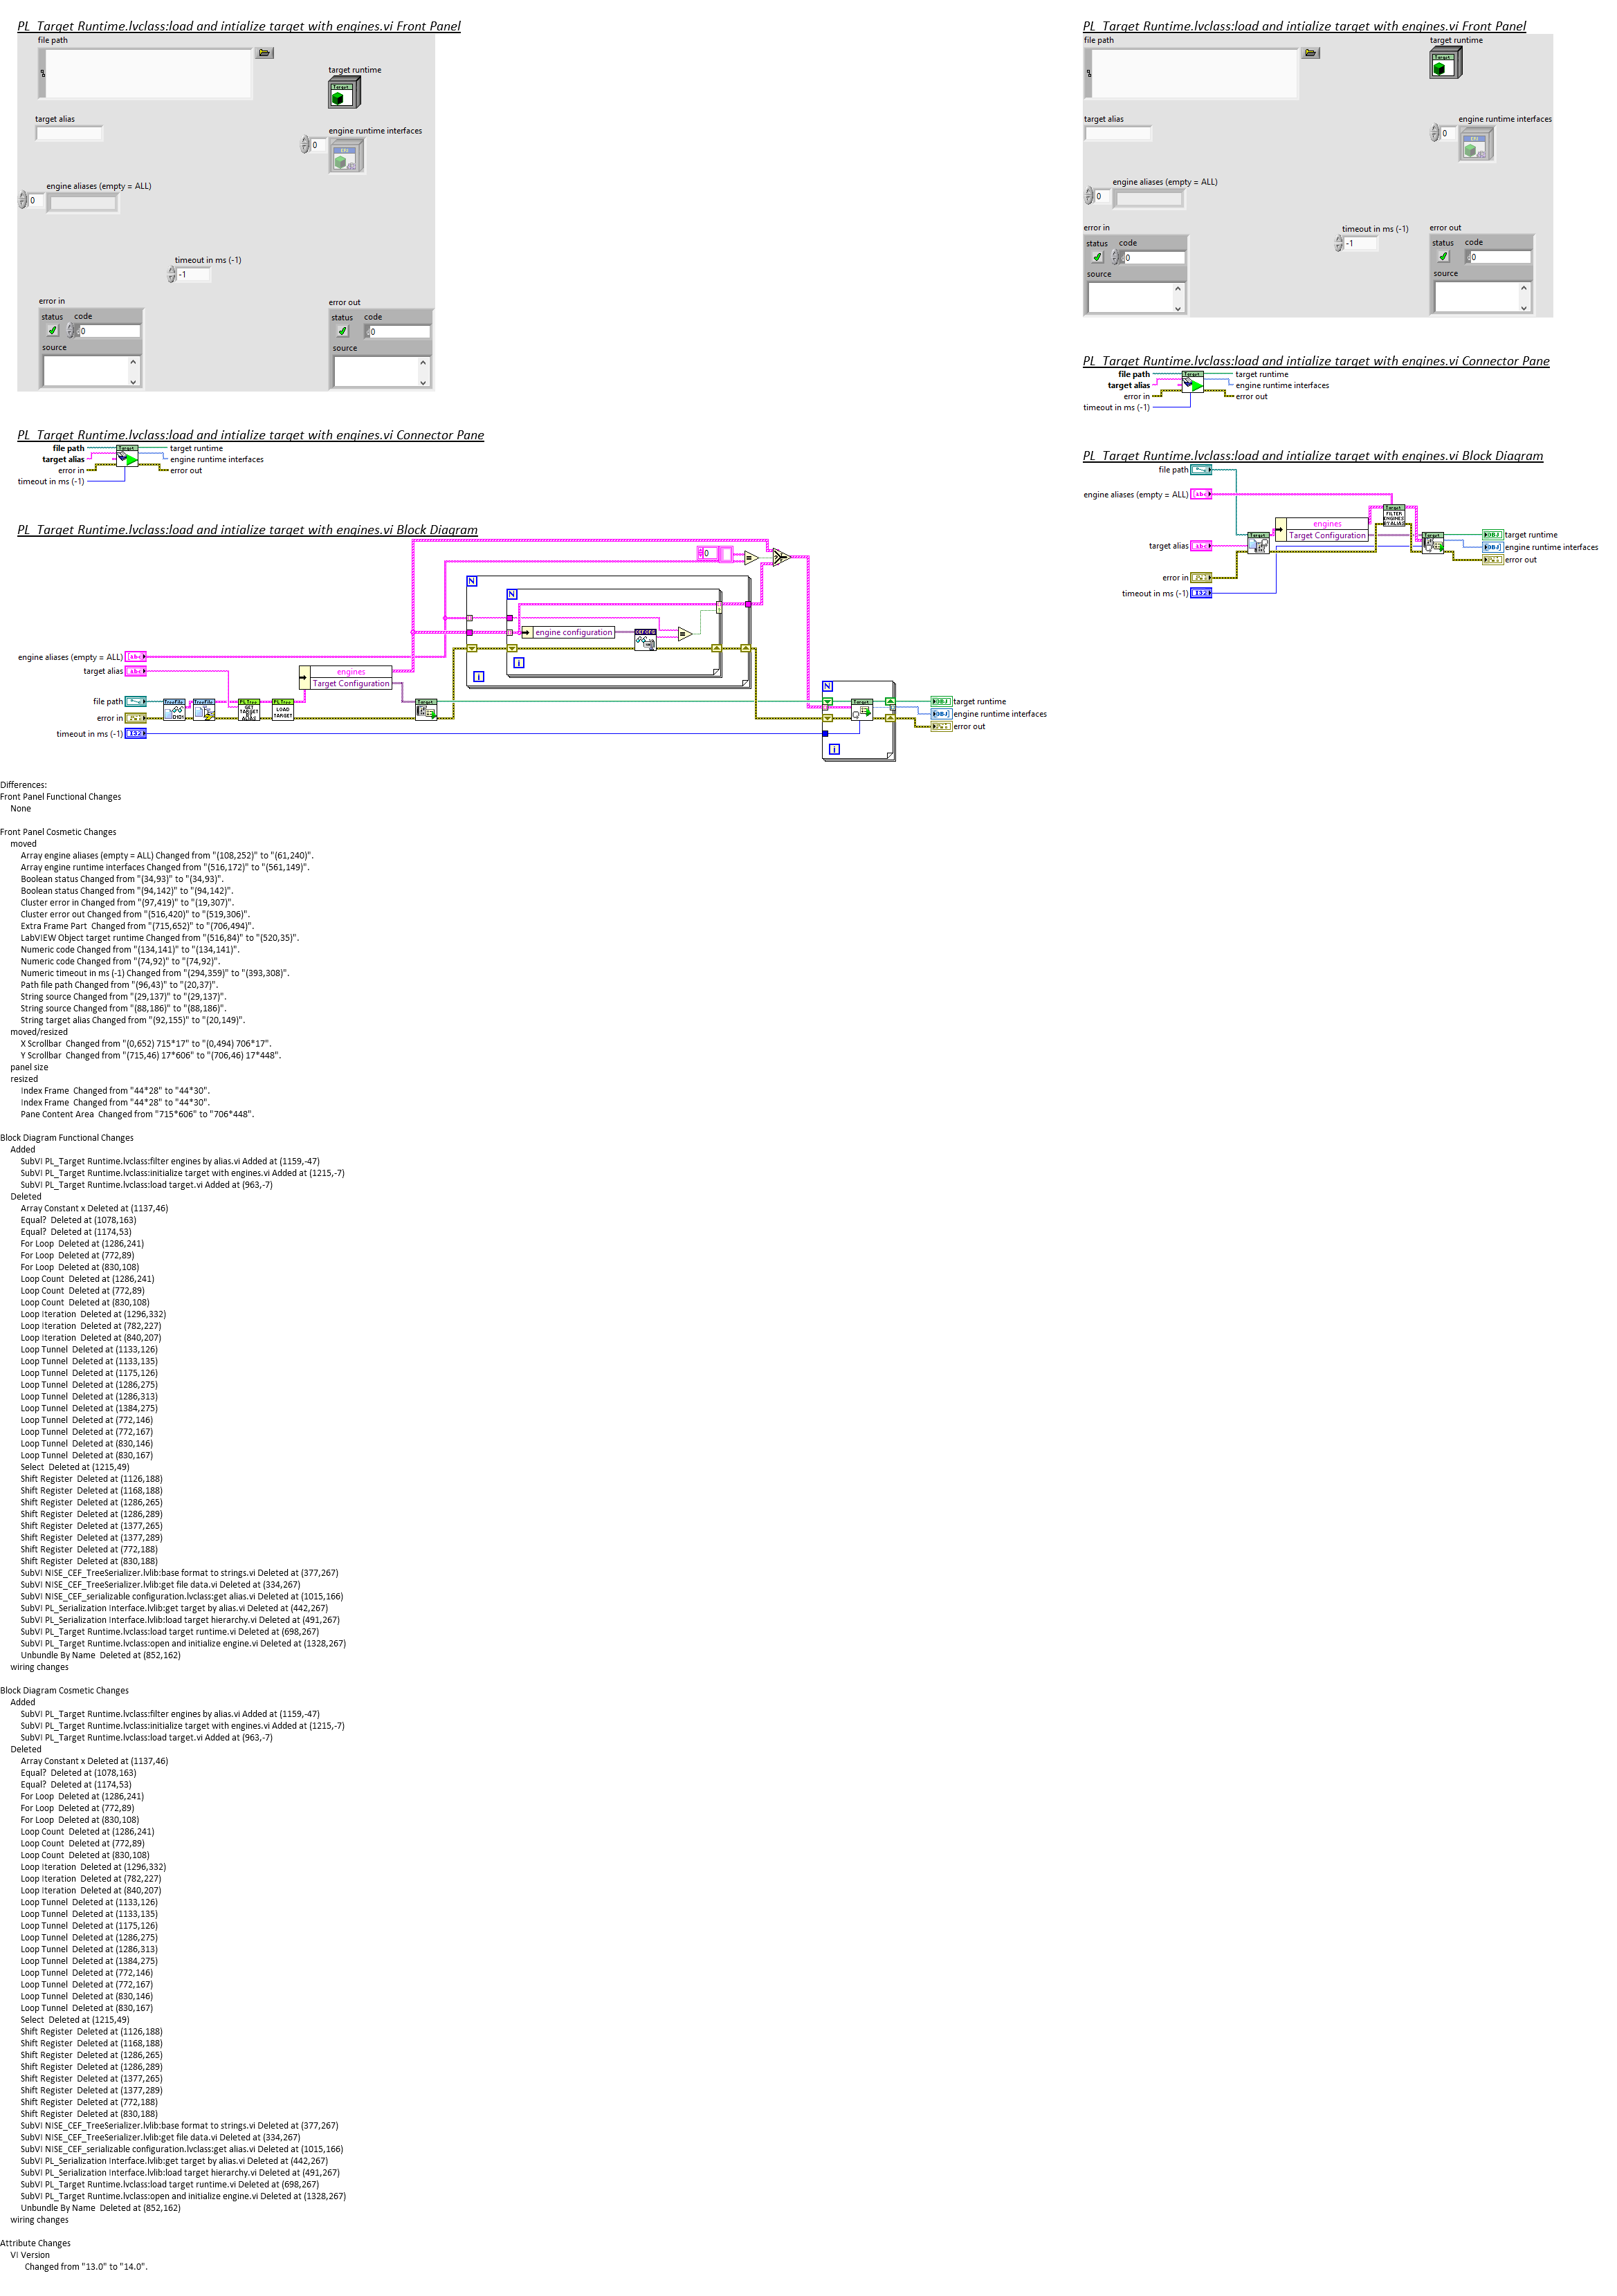 PL_Target Runtime.lvclass:load and intialize target with engines.vi Front Panel
file path
target runtime
Target
target alias
engine runtime interfaces
0
engine aliases (empty = ALL)
0
timeout in ms (-1)
-1
error in
status code
0
source
error out
status code
0
source
PL_Target Runtime.lvclass:load and intialize target with engines.vi Connector Pane
file path
target alias
error in
timeout in ms (-1)
Target
target runtime
engine runtime interfaces
error out
PL_Target Runtime.lvclass:load and intialize target with engines.vi Block Diagram
0
N
N
engine configuration
i
i
engine aliases (empty = ALL)
abc
target alias
abc
engines
Target Configuration
file path
error in
timeout in ms (-1)
I32
GET TARGET BY ALIAS
LOAD TARGET
Target
N
Target
i
target runtime
OBJ
engine runtime interfaces
OBJ
error out
PL_Target Runtime.lvclass:load and intialize target with engines.vi Front Panel
file path
target runtime
Target
target alias
engine runtime interfaces
0
engine aliases (empty = ALL)
0
error in
status code
0
source
timeout in ms (-1)
-1
error out
status code
0
source
PL_Target Runtime.lvclass:load and intialize target with engines.vi Connector Pane
file path
target alias
error in
timeout in ms (-1)
Target
target runtime
engine runtime interfaces
error out
PL_Target Runtime.lvclass:load and intialize target with engines.vi Block Diagram
file path
engine aliases (empty = ALL)
abc
Target
FILTER ENGINES BY ALIAS
engines
Target Configuration
target alias
abc
Target
Target
error in
timeout in ms (-1)
I32
target runtime
OBJ
engine runtime interfaces
OBJ
error out
Differences:
Front Panel Functional Changes
None
Front Panel Cosmetic Changes
moved
Array engine aliases (empty = ALL) Changed from "(108,252)" to "(61,240)".
Array engine runtime interfaces Changed from "(516,172)" to "(561,149)".
Boolean status Changed from "(34,93)" to "(34,93)".
Boolean status Changed from "(94,142)" to "(94,142)".
Cluster error in Changed from "(97,419)" to "(19,307)".
Cluster error out Changed from "(516,420)" to "(519,306)".
Extra Frame Part  Changed from "(715,652)" to "(706,494)".
LabVIEW Object target runtime Changed from "(516,84)" to "(520,35)".
Numeric code Changed from "(134,141)" to "(134,141)".
Numeric code Changed from "(74,92)" to "(74,92)".
Numeric timeout in ms (-1) Changed from "(294,359)" to "(393,308)".
Path file path Changed from "(96,43)" to "(20,37)".
String source Changed from "(29,137)" to "(29,137)".
String source Changed from "(88,186)" to "(88,186)".
String target alias Changed from "(92,155)" to "(20,149)".
moved/resized
X Scrollbar  Changed from "(0,652) 715*17" to "(0,494) 706*17".
Y Scrollbar  Changed from "(715,46) 17*606" to "(706,46) 17*448".
panel size
resized
Index Frame  Changed from "44*28" to "44*30".
Index Frame  Changed from "44*28" to "44*30".
Pane Content Area  Changed from "715*606" to "706*448".
Block Diagram Functional Changes
Added
SubVI PL_Target Runtime.lvclass:filter engines by alias.vi Added at (1159,-47)
SubVI PL_Target Runtime.lvclass:initialize target with engines.vi Added at (1215,-7)
SubVI PL_Target Runtime.lvclass:load target.vi Added at (963,-7)
Deleted
Array Constant x Deleted at (1137,46)
Equal?  Deleted at (1078,163)
Equal?  Deleted at (1174,53)
For Loop  Deleted at (1286,241)
For Loop  Deleted at (772,89)
For Loop  Deleted at (830,108)
Loop Count  Deleted at (1286,241)
Loop Count  Deleted at (772,89)
Loop Count  Deleted at (830,108)
Loop Iteration  Deleted at (1296,332)
Loop Iteration  Deleted at (782,227)
Loop Iteration  Deleted at (840,207)
Loop Tunnel  Deleted at (1133,126)
Loop Tunnel  Deleted at (1133,135)
Loop Tunnel  Deleted at (1175,126)
Loop Tunnel  Deleted at (1286,275)
Loop Tunnel  Deleted at (1286,313)
Loop Tunnel  Deleted at (1384,275)
Loop Tunnel  Deleted at (772,146)
Loop Tunnel  Deleted at (772,167)
Loop Tunnel  Deleted at (830,146)
Loop Tunnel  Deleted at (830,167)
Select  Deleted at (1215,49)
Shift Register  Deleted at (1126,188)
Shift Register  Deleted at (1168,188)
Shift Register  Deleted at (1286,265)
Shift Register  Deleted at (1286,289)
Shift Register  Deleted at (1377,265)
Shift Register  Deleted at (1377,289)
Shift Register  Deleted at (772,188)
Shift Register  Deleted at (830,188)
SubVI NISE_CEF_TreeSerializer.lvlib:base format to strings.vi Deleted at (377,267)
SubVI NISE_CEF_TreeSerializer.lvlib:get file data.vi Deleted at (334,267)
SubVI NISE_CEF_serializable configuration.lvclass:get alias.vi Deleted at (1015,166)
SubVI PL_Serialization Interface.lvlib:get target by alias.vi Deleted at (442,267)
SubVI PL_Serialization Interface.lvlib:load target hierarchy.vi Deleted at (491,267)
SubVI PL_Target Runtime.lvclass:load target runtime.vi Deleted at (698,267)
SubVI PL_Target Runtime.lvclass:open and initialize engine.vi Deleted at (1328,267)
Unbundle By Name  Deleted at (852,162)
wiring changes
Block Diagram Cosmetic Changes
Added
SubVI PL_Target Runtime.lvclass:filter engines by alias.vi Added at (1159,-47)
SubVI PL_Target Runtime.lvclass:initialize target with engines.vi Added at (1215,-7)
SubVI PL_Target Runtime.lvclass:load target.vi Added at (963,-7)
Deleted
Array Constant x Deleted at (1137,46)
Equal?  Deleted at (1078,163)
Equal?  Deleted at (1174,53)
For Loop  Deleted at (1286,241)
For Loop  Deleted at (772,89)
For Loop  Deleted at (830,108)
Loop Count  Deleted at (1286,241)
Loop Count  Deleted at (772,89)
Loop Count  Deleted at (830,108)
Loop Iteration  Deleted at (1296,332)
Loop Iteration  Deleted at (782,227)
Loop Iteration  Deleted at (840,207)
Loop Tunnel  Deleted at (1133,126)
Loop Tunnel  Deleted at (1133,135)
Loop Tunnel  Deleted at (1175,126)
Loop Tunnel  Deleted at (1286,275)
Loop Tunnel  Deleted at (1286,313)
Loop Tunnel  Deleted at (1384,275)
Loop Tunnel  Deleted at (772,146)
Loop Tunnel  Deleted at (772,167)
Loop Tunnel  Deleted at (830,146)
Loop Tunnel  Deleted at (830,167)
Select  Deleted at (1215,49)
Shift Register  Deleted at (1126,188)
Shift Register  Deleted at (1168,188)
Shift Register  Deleted at (1286,265)
Shift Register  Deleted at (1286,289)
Shift Register  Deleted at (1377,265)
Shift Register  Deleted at (1377,289)
Shift Register  Deleted at (772,188)
Shift Register  Deleted at (830,188)
SubVI NISE_CEF_TreeSerializer.lvlib:base format to strings.vi Deleted at (377,267)
SubVI NISE_CEF_TreeSerializer.lvlib:get file data.vi Deleted at (334,267)
SubVI NISE_CEF_serializable configuration.lvclass:get alias.vi Deleted at (1015,166)
SubVI PL_Serialization Interface.lvlib:get target by alias.vi Deleted at (442,267)
SubVI PL_Serialization Interface.lvlib:load target hierarchy.vi Deleted at (491,267)
SubVI PL_Target Runtime.lvclass:load target runtime.vi Deleted at (698,267)
SubVI PL_Target Runtime.lvclass:open and initialize engine.vi Deleted at (1328,267)
Unbundle By Name  Deleted at (852,162)
wiring changes
Attribute Changes
VI Version
Changed from "13.0" to "14.0".